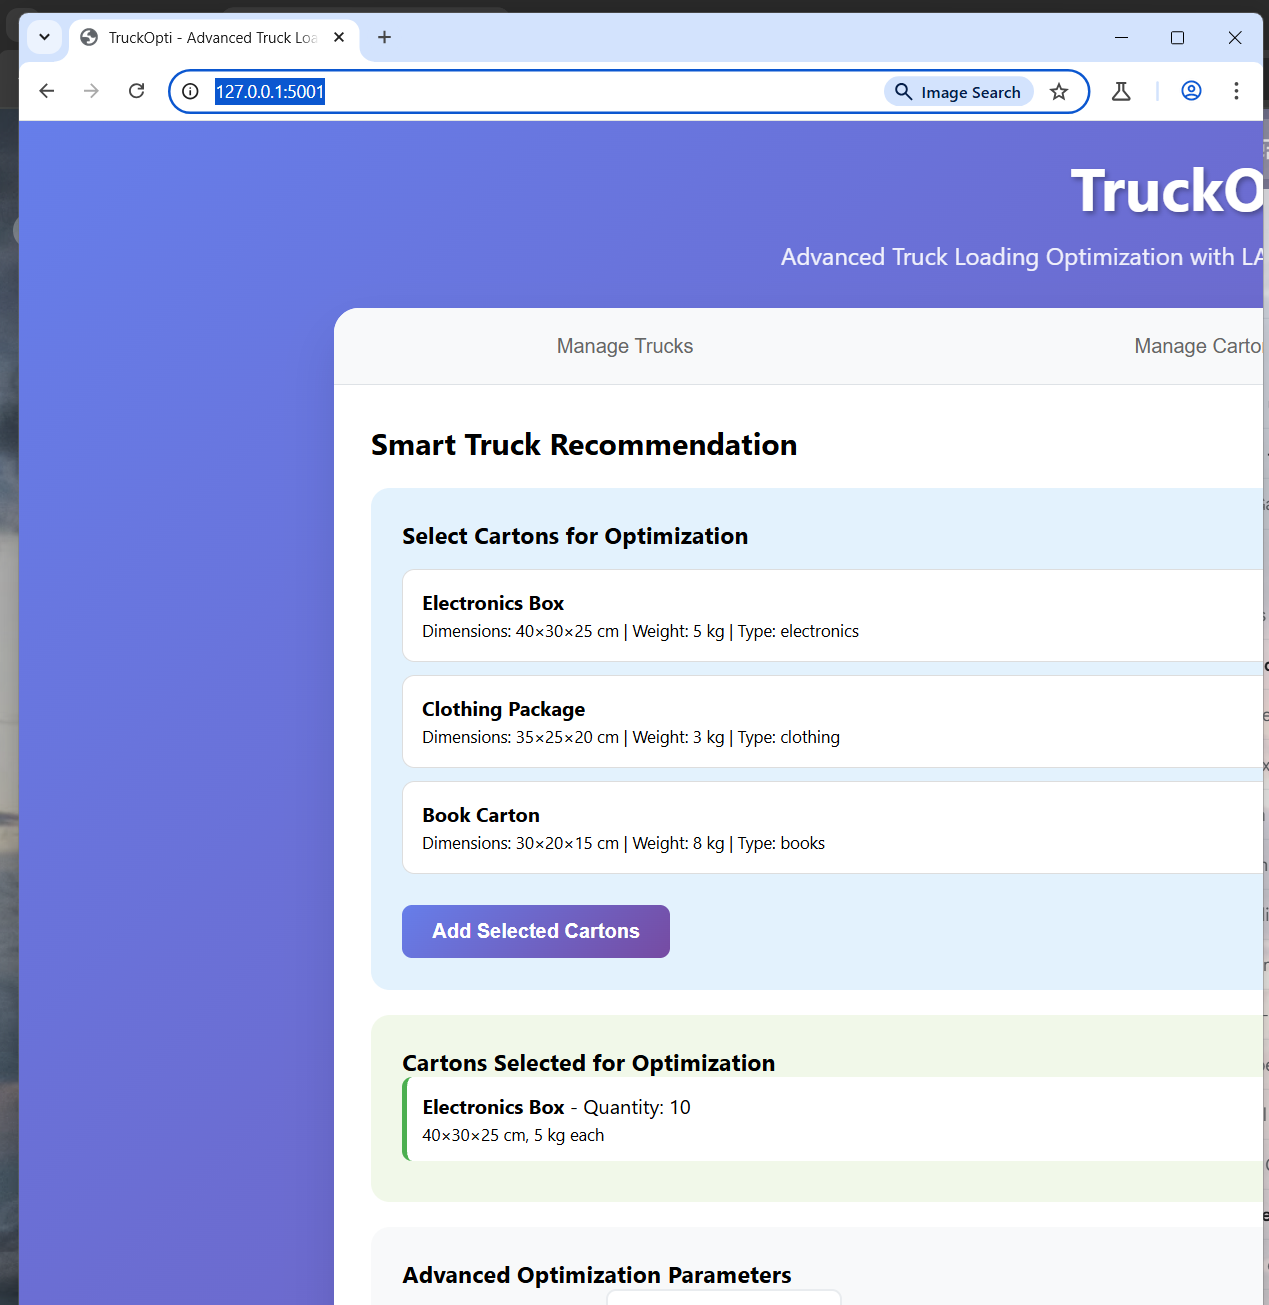 TruckOpti - Advanced Truck Loa
127.0.0.1:5001
Image Search
TruckO
Advanced Truck Loading Optimization with LA
Manage Trucks
Manage Carto
Smart Truck Recommendation
Select Cartons for Optimization
Electronics Box
Dimensions: 40×30×25 cm | Weight: 5 kg | Type: electronics
Clothing Package
Dimensions: 35×25×20 cm | Weight: 3 kg | Type: clothing
Book Carton
Dimensions: 30×20×15 cm | Weight: 8 kg | Type: books
Add Selected Cartons
Cartons Selected for Optimization
Electronics Box - Quantity: 10
40×30×25 cm, 5 kg each
Advanced Optimization Parameters